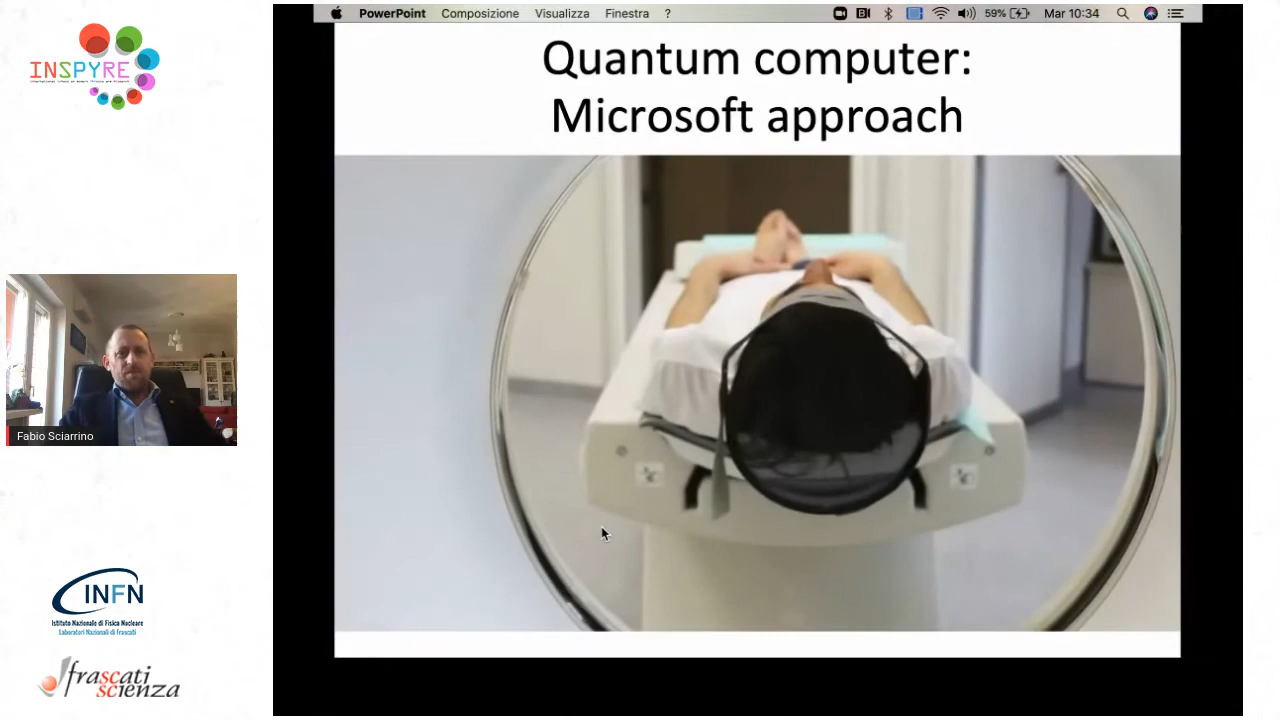 PowerPoint Composizione Visualizza Finestra ? 59% Mar 10:34
INSPYRE
Quantum computer:
Microsoft approach
Fabio Sciarrino
INFN
Istituto Nazionale di Fisica Nucleare
Laboratori Nazionali di Frascati
frascati
scienza